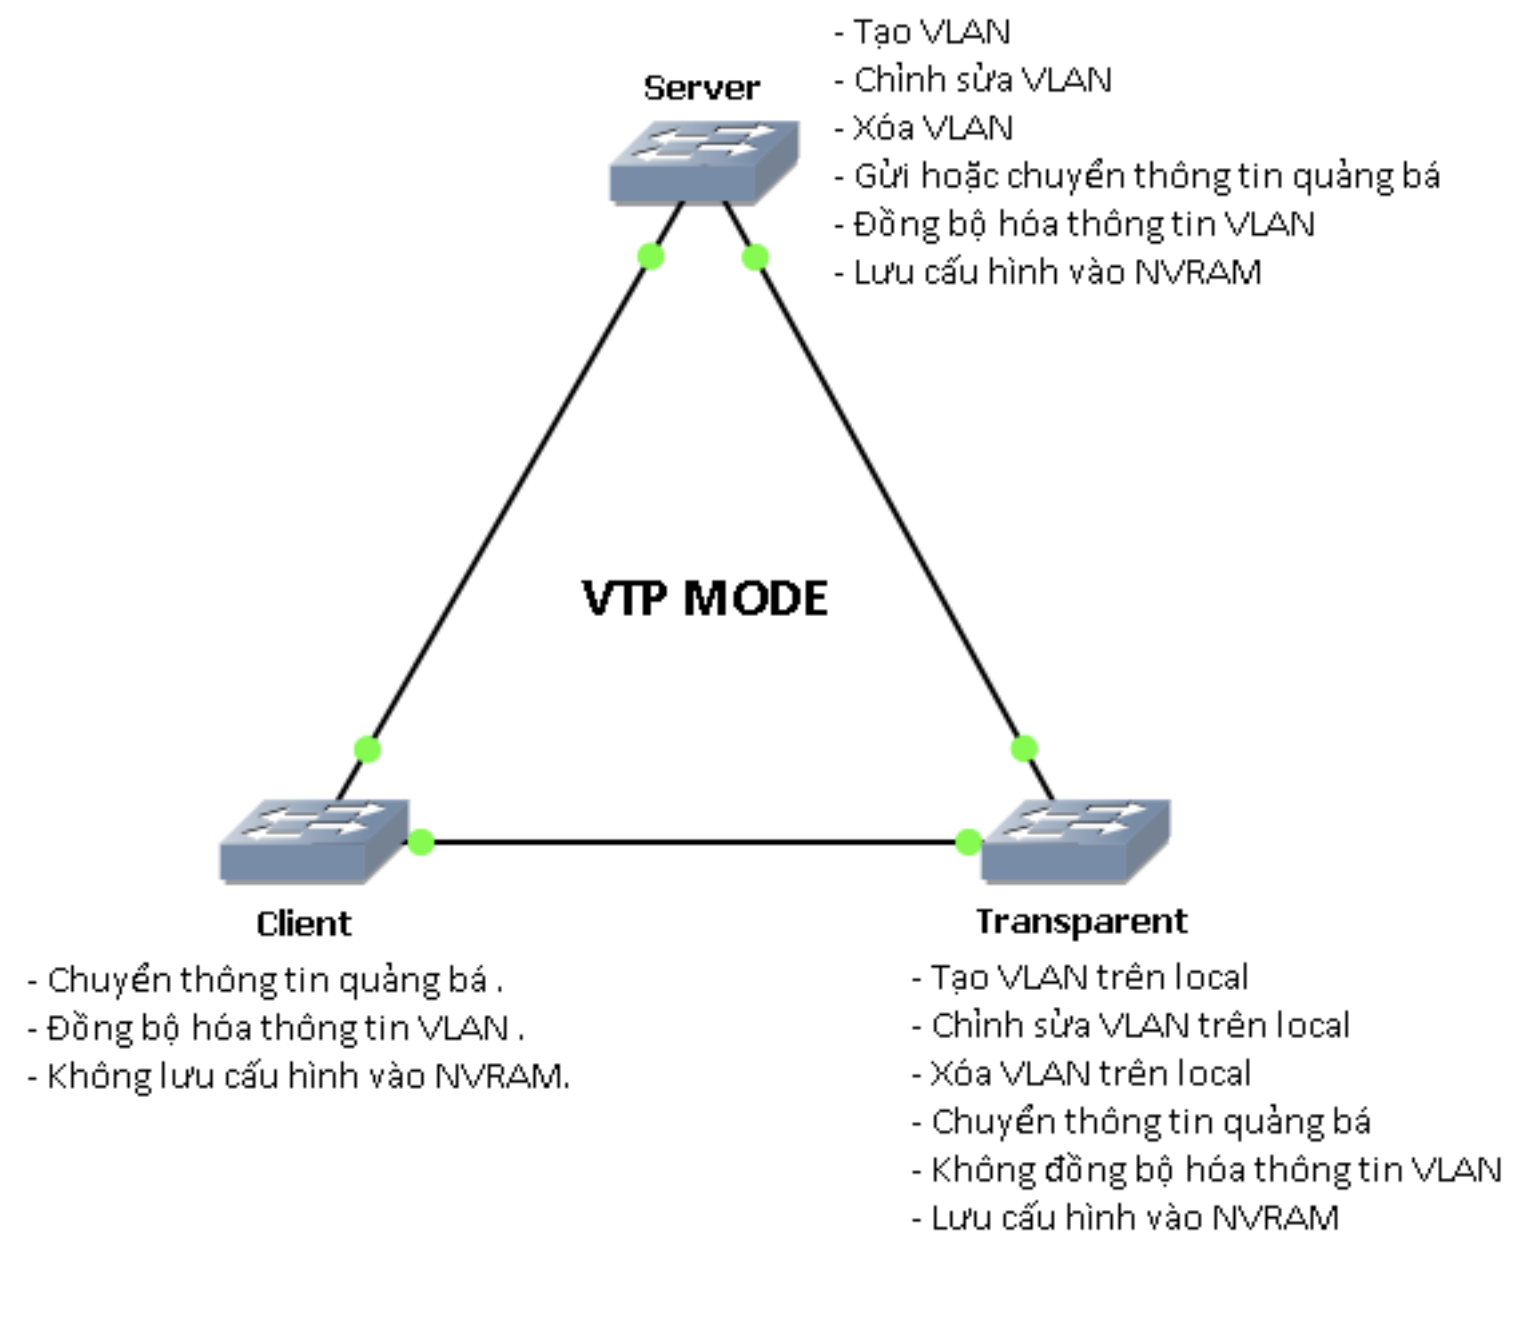 Server
- Tạo VLAN
- Chỉnh sửa VLAN
- Xóa VLAN
- Gửi hoặc chuyển thông tin quảng bá
- Đồng bộ hóa thông tin VLAN
- Lưu cấu hình vào NVRAM
VTP MODE
Client
- Chuyển thông tin quảng bá .
- Đồng bộ hóa thông tin VLAN .
- Không lưu cấu hình vào NVRAM.
Transparent
- Tạo VLAN trên local
- Chỉnh sửa VLAN trên local
- Xóa VLAN trên local
- Chuyển thông tin quảng bá
- Không đồng bộ hóa thông tin VLAN
- Lưu cấu hình vào NVRAM